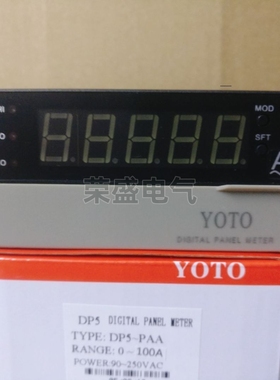 MOD
SFT
A
荣盛电气
YOTO
DIGITAL PANEL METER
YOTO
DP5 DIGITAL PANEL METER
TYPE: DP5-PAA
RANGE: 0~100A
POWER:90~250VAC